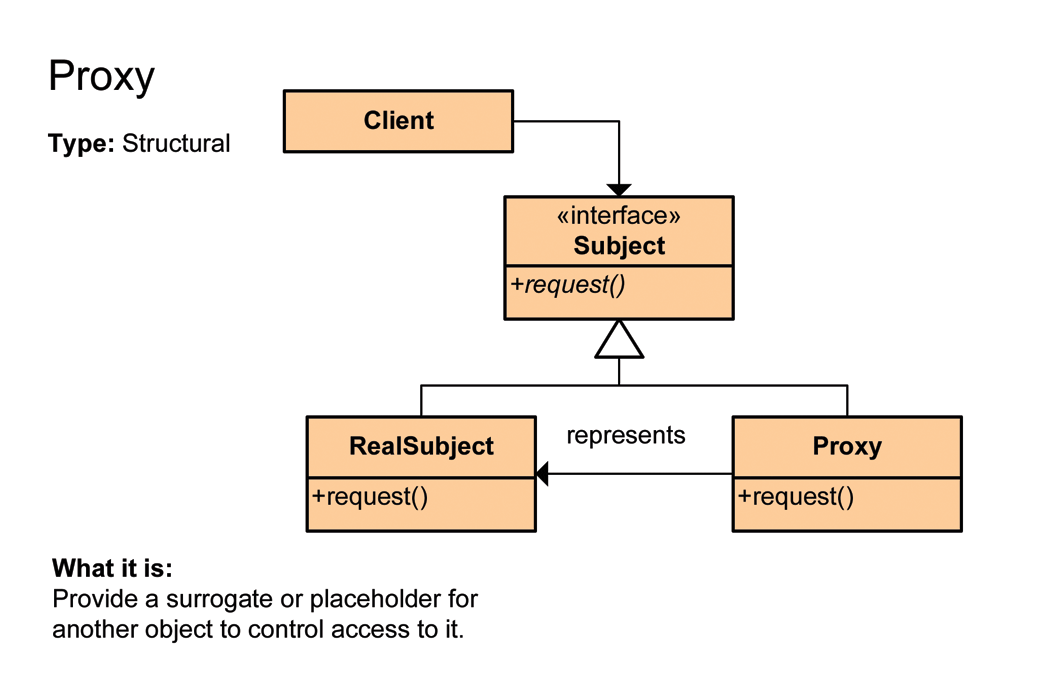 Proxy
Type: Structural
Client
«interface»
Subject
+request()
RealSubject
+request()
represents
Proxy
+request()
What it is:
Provide a surrogate or placeholder for
another object to control access to it.